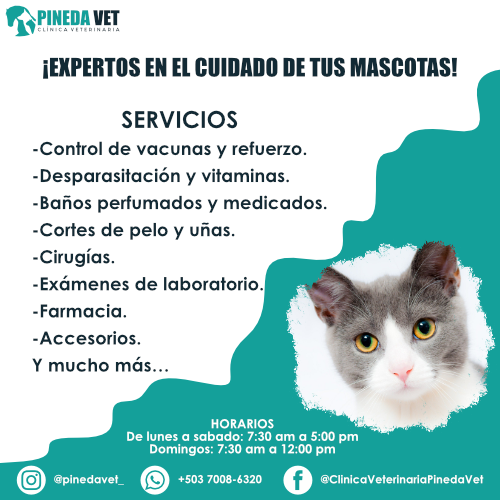 PINEDA VET
CLÍNICA VETERINARIA
¡EXPERTOS EN EL CUIDADO DE TUS MASCOTAS!
SERVICIOS
-Control de vacunas y refuerzo.
-Desparasitación y vitaminas.
-Baños perfumados y medicados.
-Cortes de pelo y uñas.
-Cirugías.
-Exámenes de laboratorio.
-Farmacia.
-Accesorios.
Y mucho más...
HORARIOS
De lunes a sabado: 7:30 am a 5:00 pm
Domingos: 7:30 am a 12:00 pm
@pinedavet_
+503 7008-6320
@ClinicaVeterinariaPinedaVet